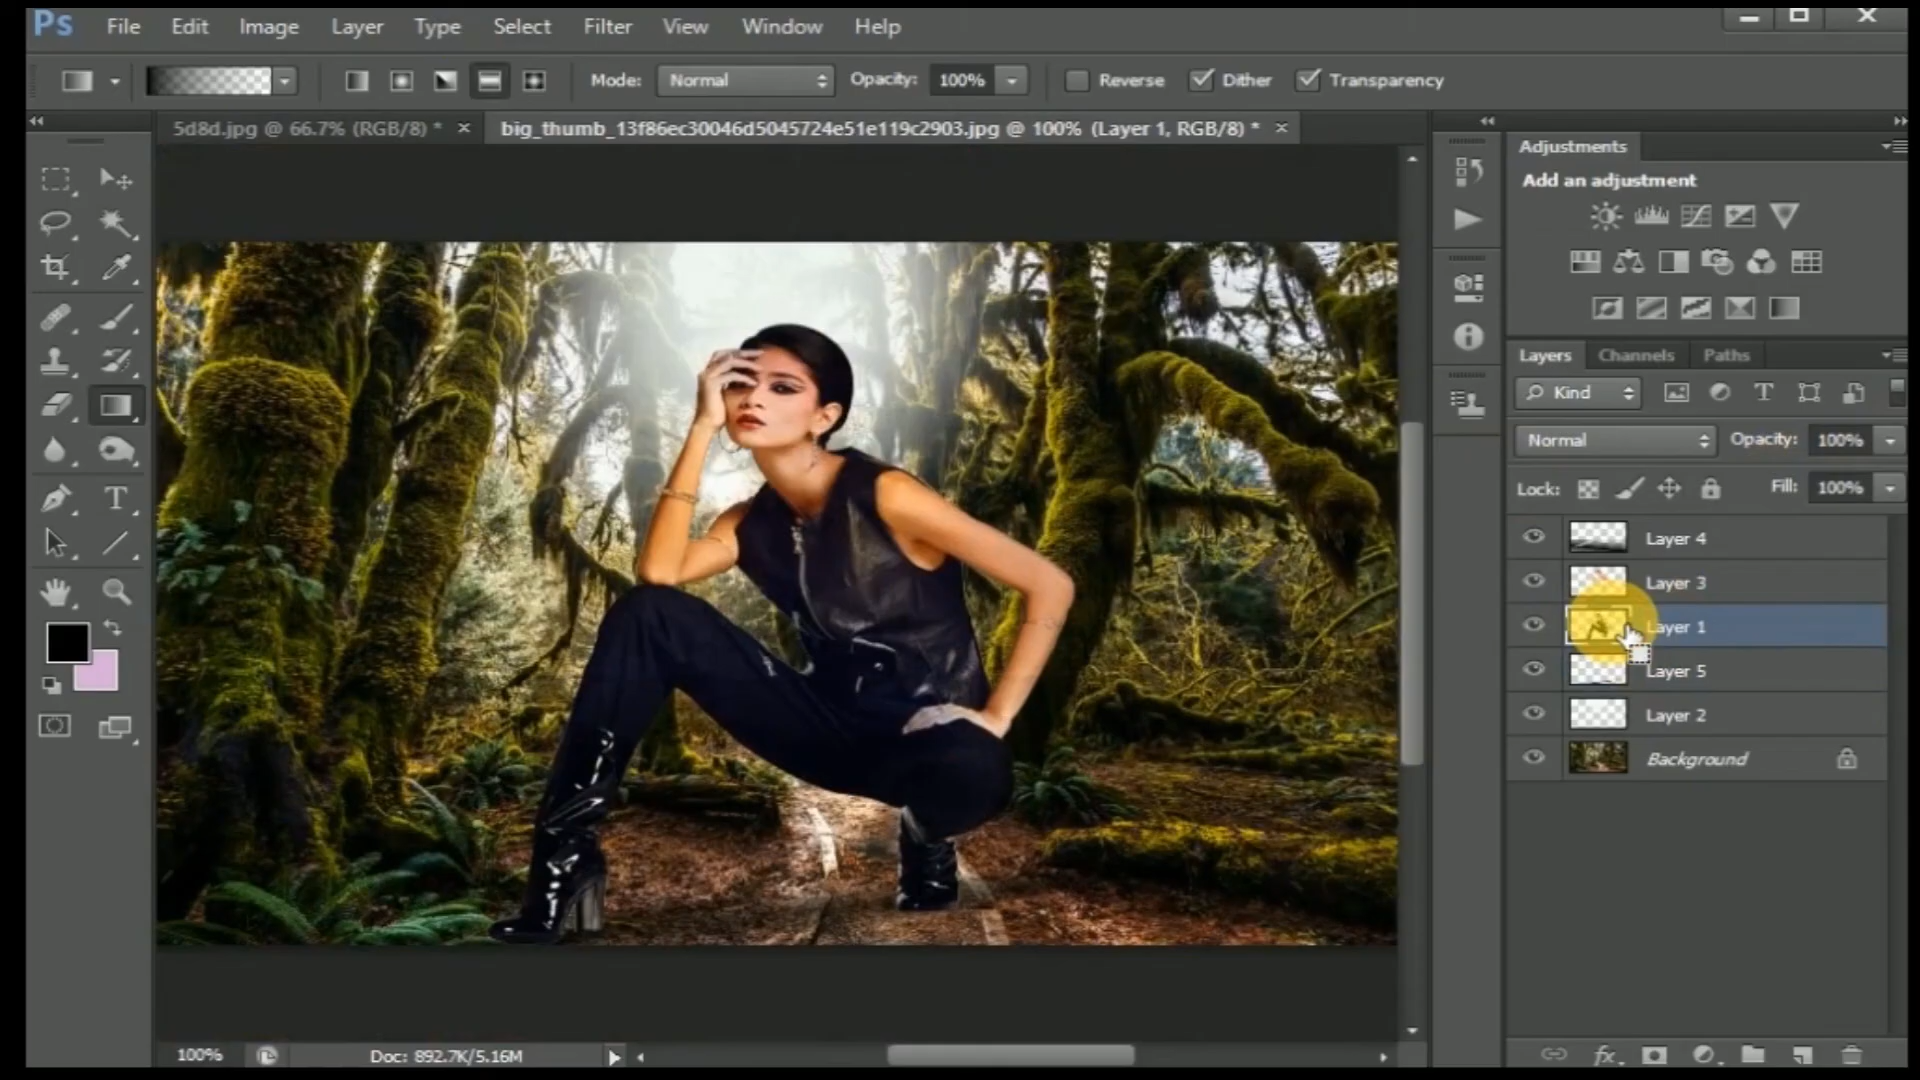 Ps File Edit Image Layer Type Select Filter View Window Help
Mode: Normal Opacity: 100% Reverse Dither Transparency
5d8d.jpg @ 66.7% (RGB/8) * × big_thumb_13f86ec30046d5045724e51e119c2903.jpg @ 100% (Layer 1, RGB/8) * ×
Adjustments
Add an adjustment
Layers Channels Paths
Kind
Normal Opacity: 100%
Lock: Fill: 100%
Layer 4
Layer 3
Layer 1
Layer 5
Layer 2
Background
100% Doc: 892.7K/5.16M